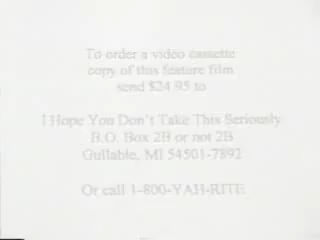 To order a video cassette
copy of this feature film
send $24.95 to
I Hope You Don't Take This Seriously
B.O. Box 2B or not 2B
Gullable, MI 54501-7892
Or call 1-800-YAH-RITE